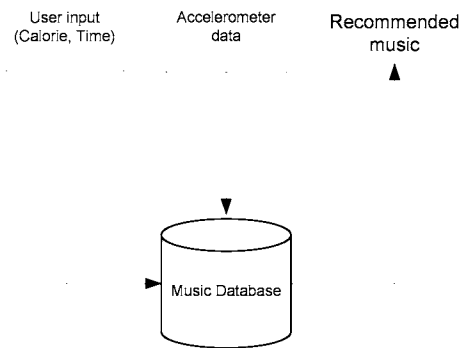 User input
(Calorie, Time)
Accelerometer
data
Recommended
music
Music Database